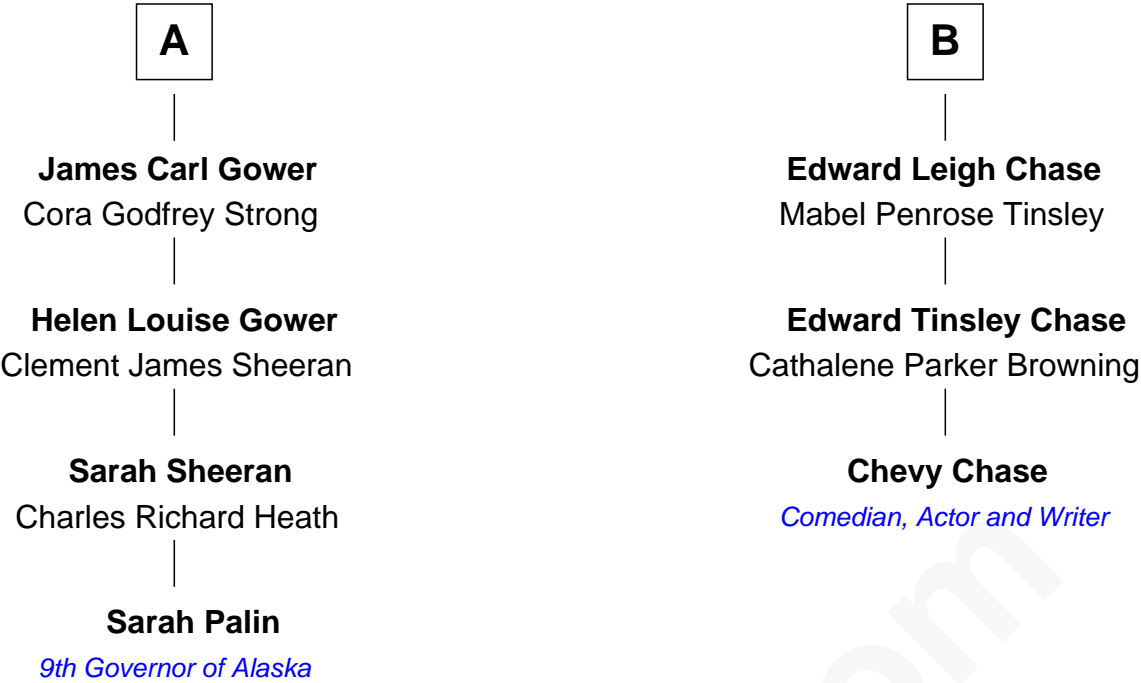 A
James Carl Gower
Cora Godfrey Strong
Helen Louise Gower
Clement James Sheeran
Sarah Sheeran
Charles Richard Heath
Sarah Palin
9th Governor of Alaska
B
Edward Leigh Chase
Mabel Penrose Tinsley
Edward Tinsley Chase
Cathalene Parker Browning
Chevy Chase
Comedian, Actor and Writer
om